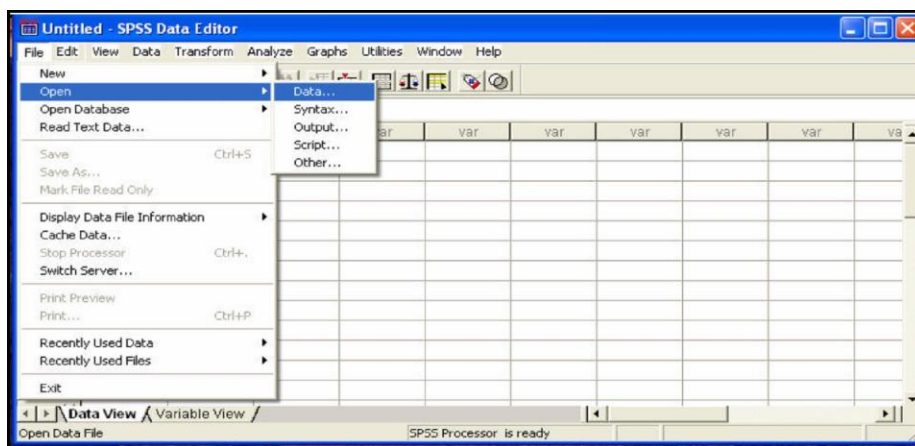 Untitled - SPSS Data Editor
File Edit View Data Transform Analyze Graphs Utilities Window Help
New
Open
Open Database
Read Text Data...
Save Ctrl+S
Save As...
Mark File Read Only
Display Data File Information
Cache Data...
Stop Processor Ctrl+.
Switch Server...
Print Preview
Print... Ctrl+P
Recently Used Data
Recently Used Files
Exit
Data...
Syntax...
Output...
Script...
Other...
var var var var var
Data View Variable View
Open Data File SPSS Processor is ready